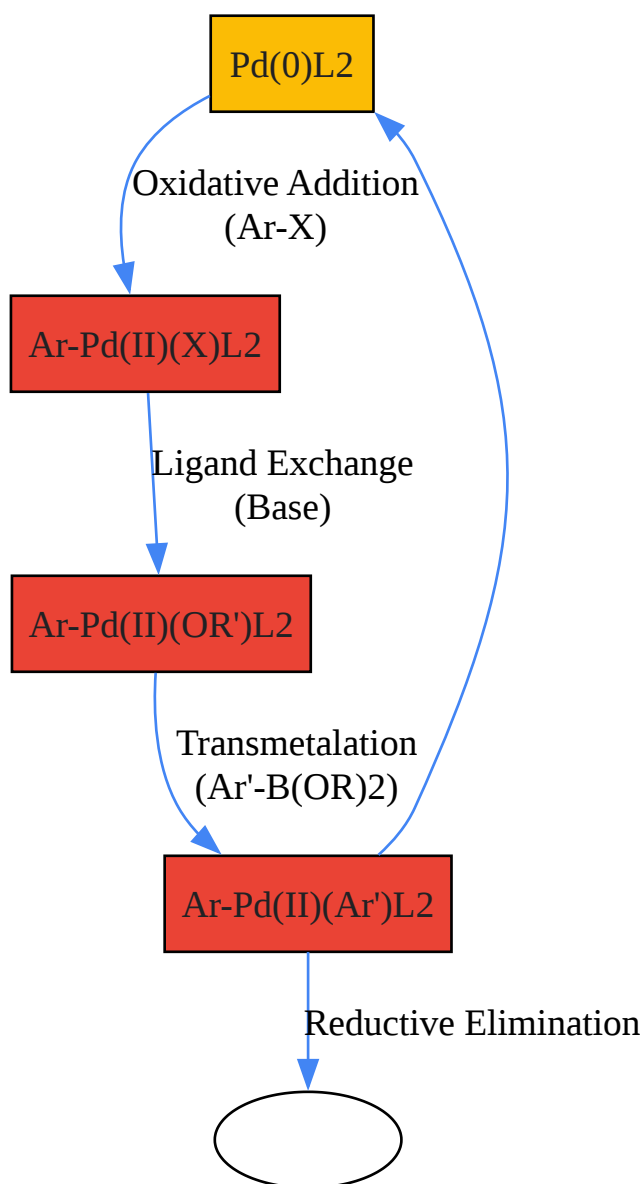 Pd(0)L2
Oxidative Addition
(Ar-X)
Ar-Pd(II)(X)L2
Ligand Exchange
(Base)
Ar-Pd(II)(OR')L2
Transmetalation
(Ar'-B(OR)2)
Ar-Pd(II)(Ar')L2
Reductive Elimination